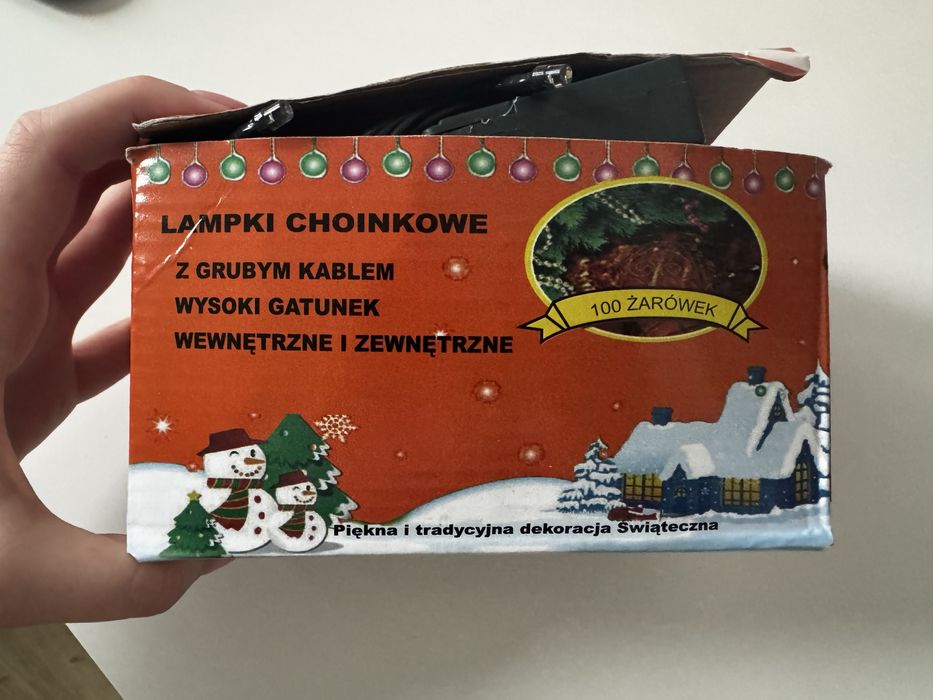 LAMPKI CHOINKOWE
Z GRUBYM KABLEM
WYSOKI GATUNEK
WEWNĘTRZNE I ZEWNĘTRZNE
100 ŻARÓWEK
Piękna i tradycyjna dekoracja Świąteczna